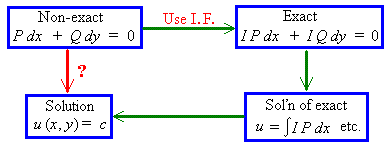 Non-exact
P dx + Q dy = 0
Use I.F.
Exact
I P dx + I Q dy = 0
?
Solution
u (x, y) = c
Sol'n of exact
u = ∫ I P dx etc.